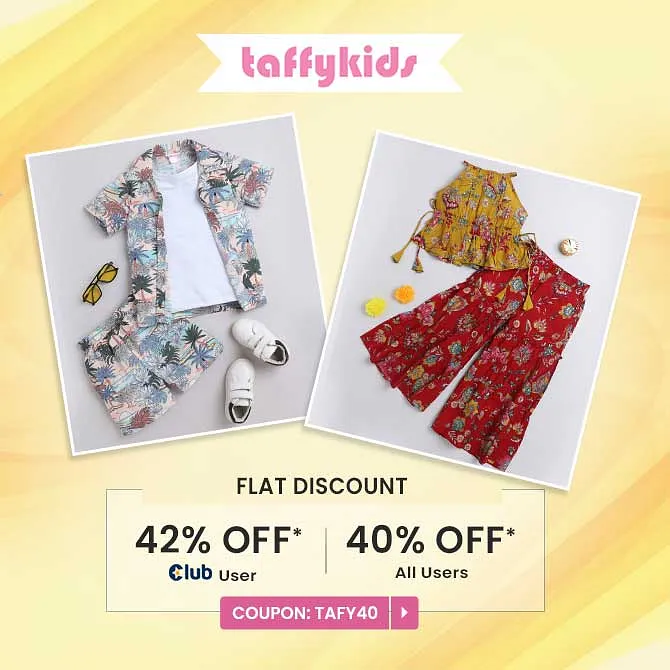 taffykids
FLAT DISCOUNT
42% OFF*
Club User
40% OFF*
All Users
COUPON: TAFY40